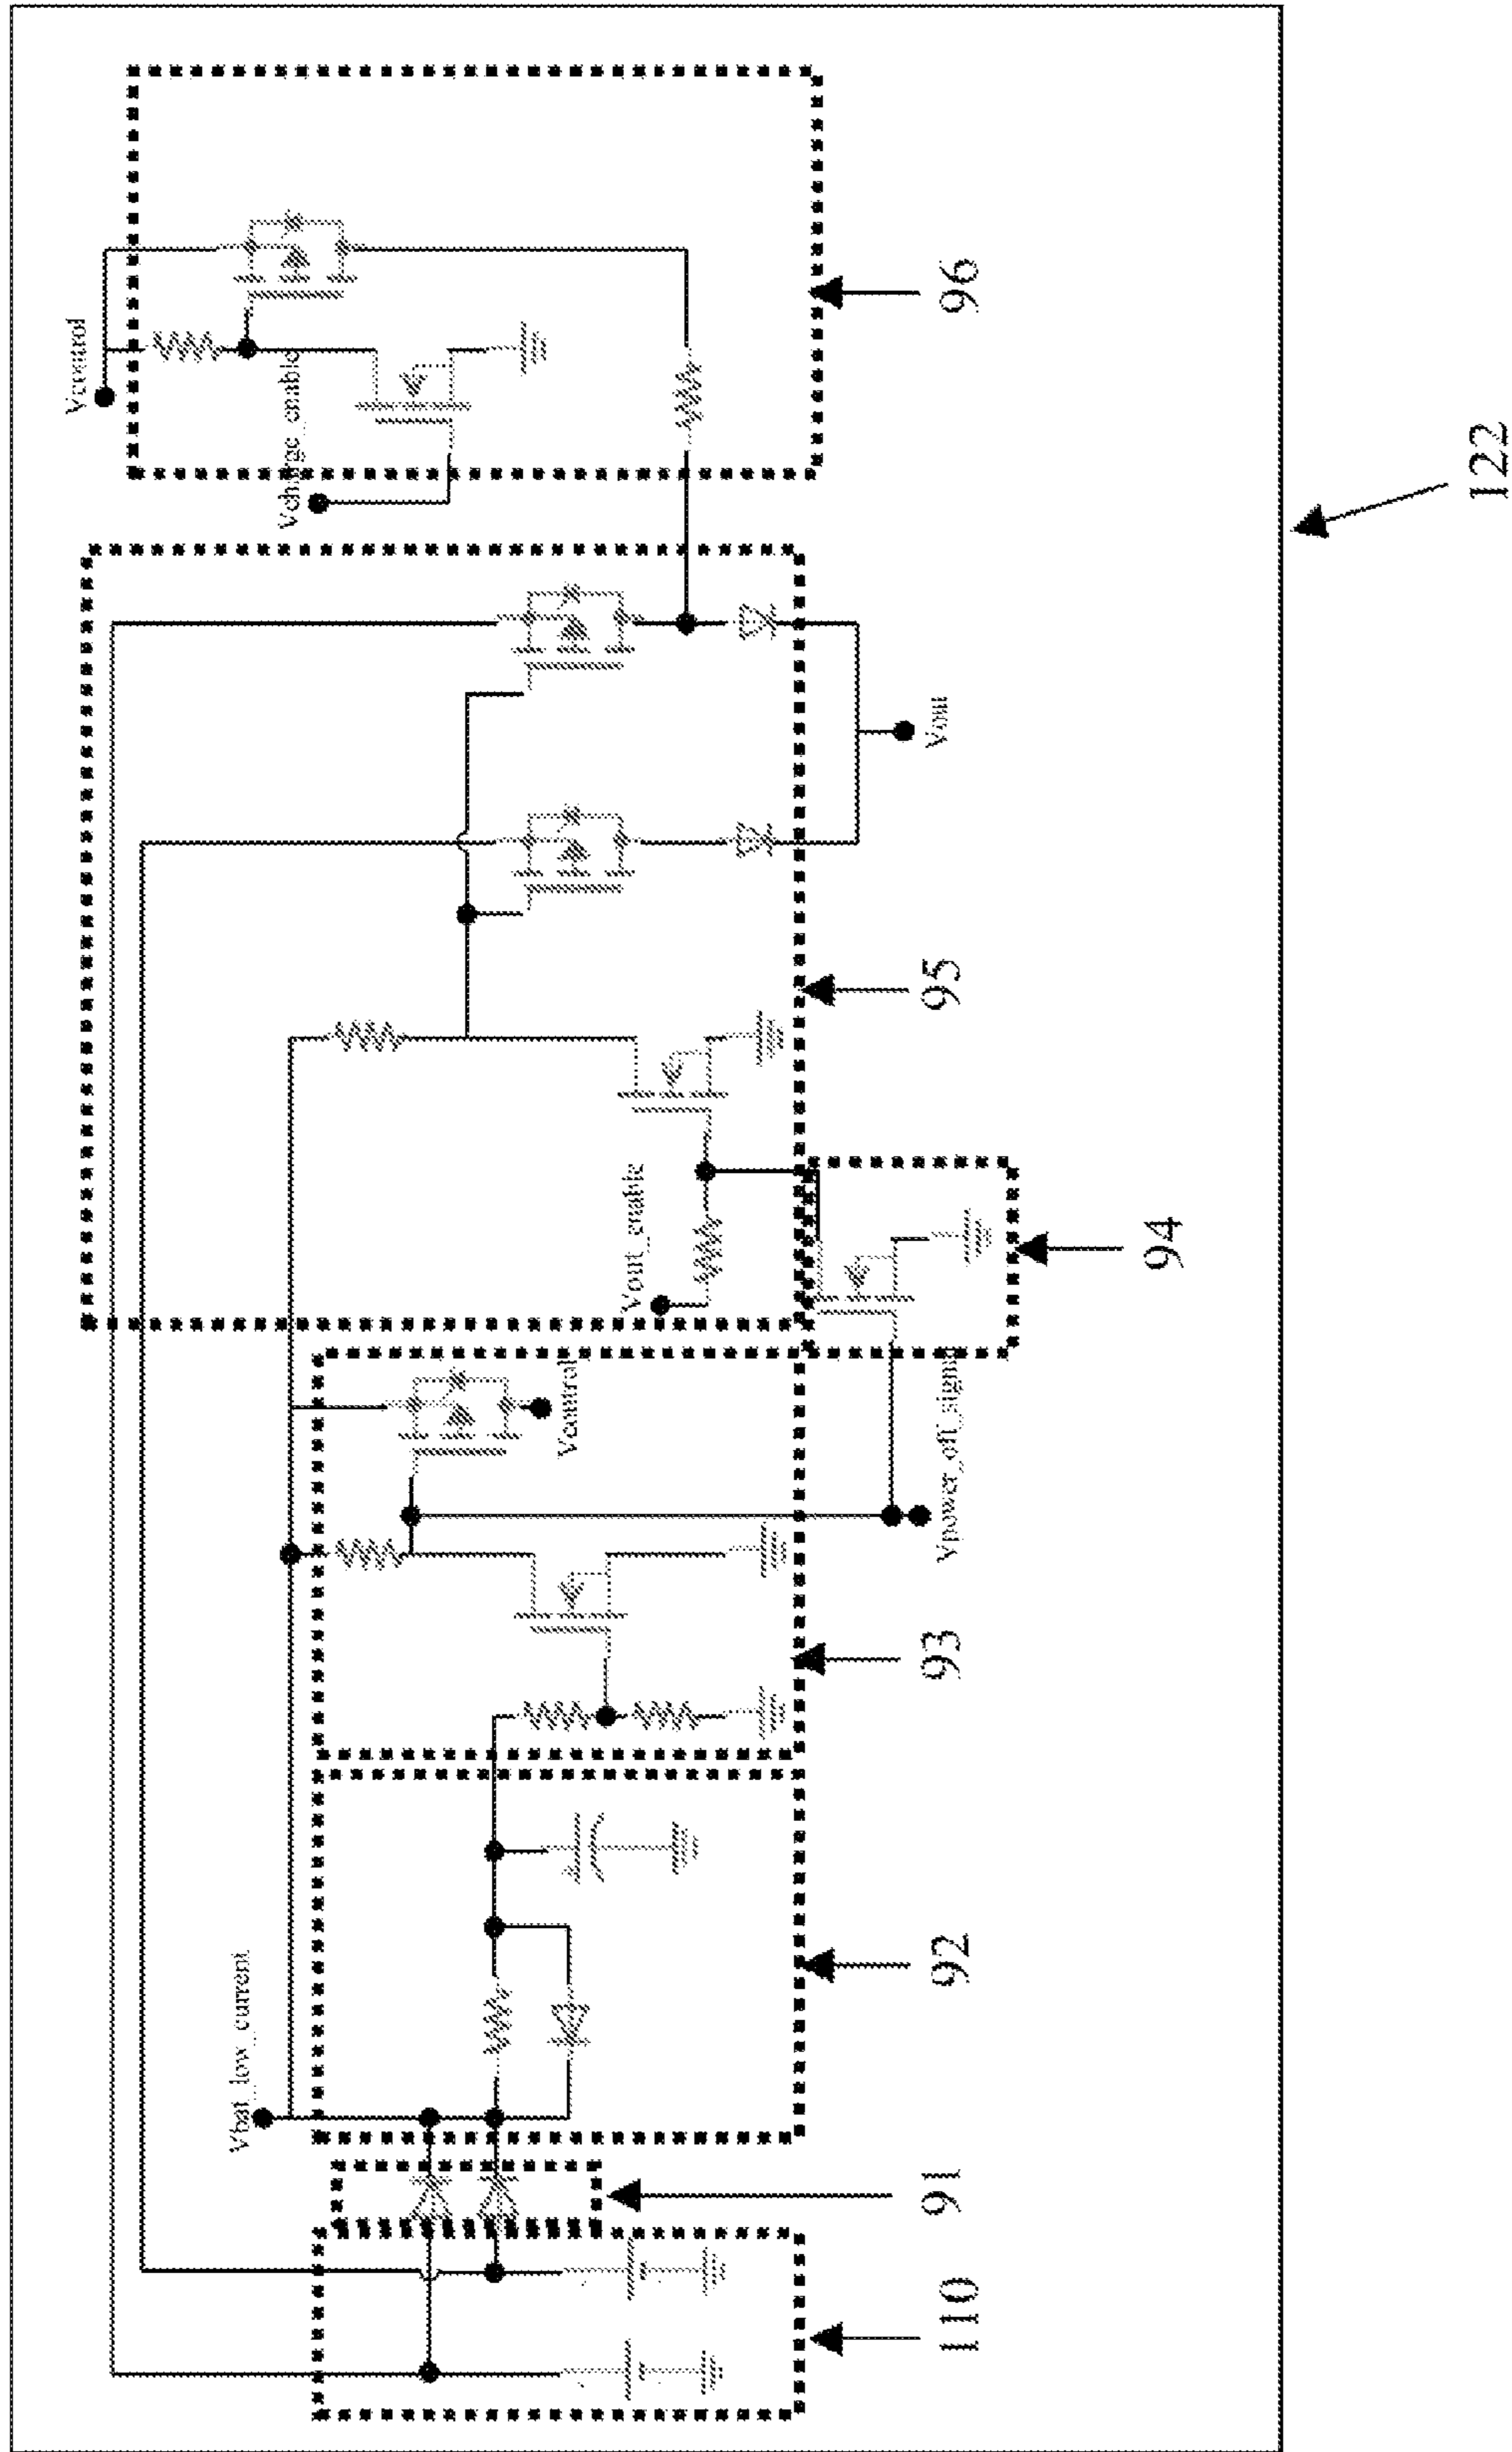 Vcontrol
Vcharge_enable
96
122
Vout
95
Vout_enable
94
Vcontrol
Vpower_off_signal
93
92
Vbat_low_current
91
110